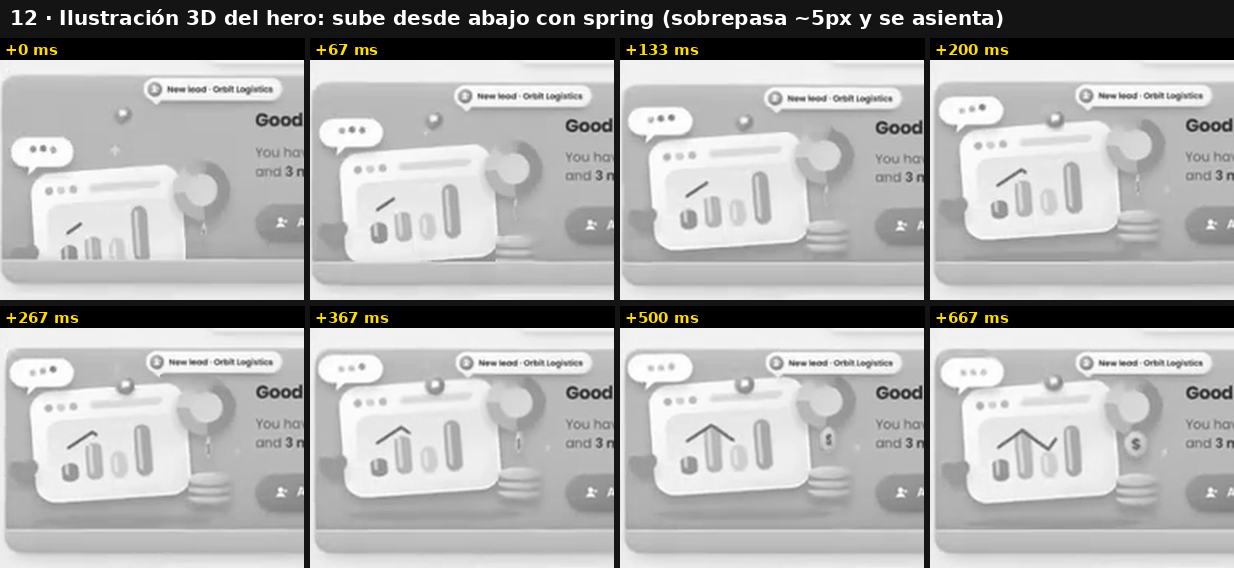 12 · Ilustración 3D del hero: sube desde abajo con spring (sobrepasa ~5px y se asienta)
+0 ms
+67 ms
+133 ms
+200 ms
New lead · Orbit Logistics
New lead · Orbit Logistics
New lead · Orbit Logistics
New lead · Orbit Logistics
Good
Good
Good
Good
You hav
You hav
You hav
You hav
and 3 n
and 3 n
and 3 n
and 3 n
A
A
A
A
+267 ms
+367 ms
+500 ms
+667 ms
New lead · Orbit Logistics
New lead · Orbit Logistics
New lead · Orbit Logistics
New lead · Orbit Logistics
Good
Good
Good
Good
You hav
You hav
You hav
You hav
and 3 n
and 3 n
and 3 n
and 3 n
$
$
A
A
A
A